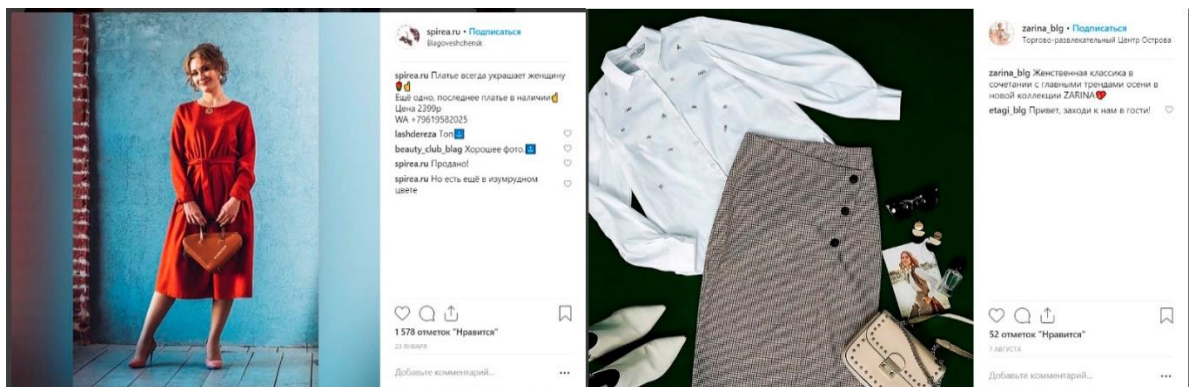 spirea.ru • Подписаться
Blagoveshchensk
spirea.ru Платье всегда украшает женщину
Ещё одно, последнее платье в наличии
Цена 2399р
WA +79619582025
lashdereza Топ
beauty_club_blag Хорошее фото.
spirea.ru Продано!
spirea.ru Но есть ещё в изумрудном
цвете
1 578 отметок "Нравится"
23 ЯНВАРЯ
Добавьте комментарий...
zarina_blg • Подписаться
Торгово-развлекательный Центр Острова
zarina_blg Женственная классика в
сочетании с главными трендами осени в
новой коллекции ZARINA
etagi_blg Привет, заходи к нам в гости!
52 отметок "Нравится"
7 АВГУСТА
Добавьте комментарий...